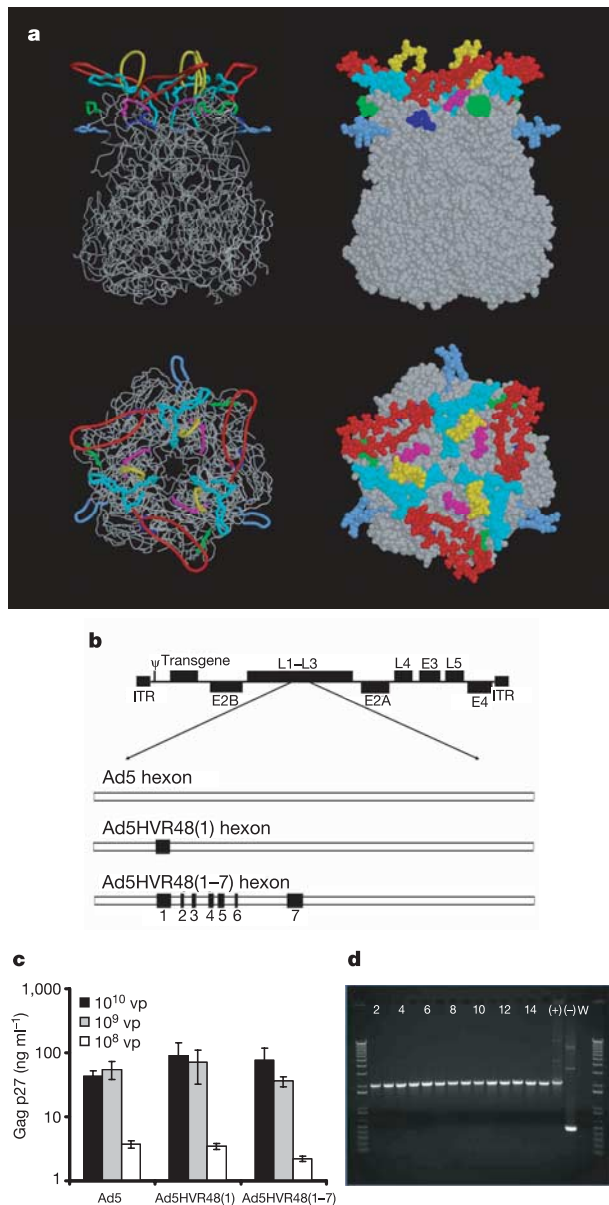 a
b
ψ Transgene L1–L3 L4 E3 L5
ITR E2B E2A E4 ITR
Ad5 hexon
Ad5HVR48(1) hexon
Ad5HVR48(1–7) hexon
1 2 3 4 5 6 7
c
1,000
100
10
1
Gag p27 (ng ml⁻¹)
10¹⁰ vp
10⁹ vp
10⁸ vp
Ad5 Ad5HVR48(1) Ad5HVR48(1–7)
d
2 4 6 8 10 12 14 (+) (–) W